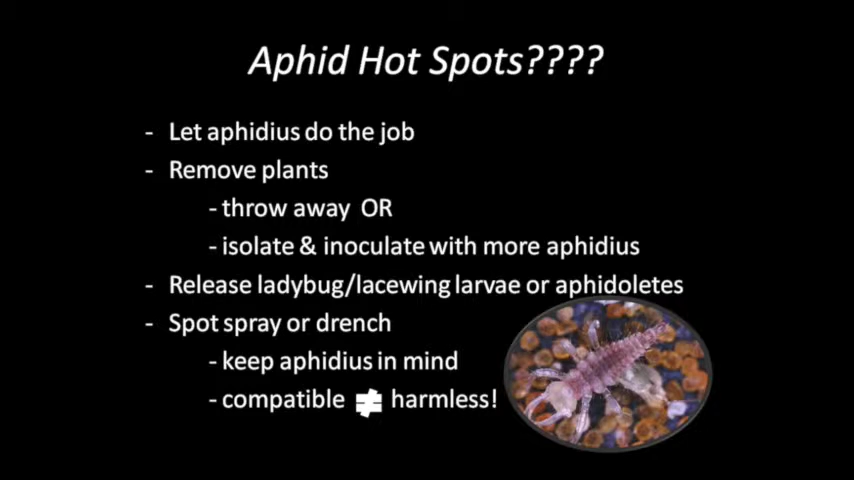 Aphid Hot Spots????
- Let aphidius do the job
- Remove plants
- throw away OR
- isolate & inoculate with more aphidius
- Release ladybug/lacewing larvae or aphidoletes
- Spot spray or drench
- keep aphidius in mind
- compatible ≠ harmless!